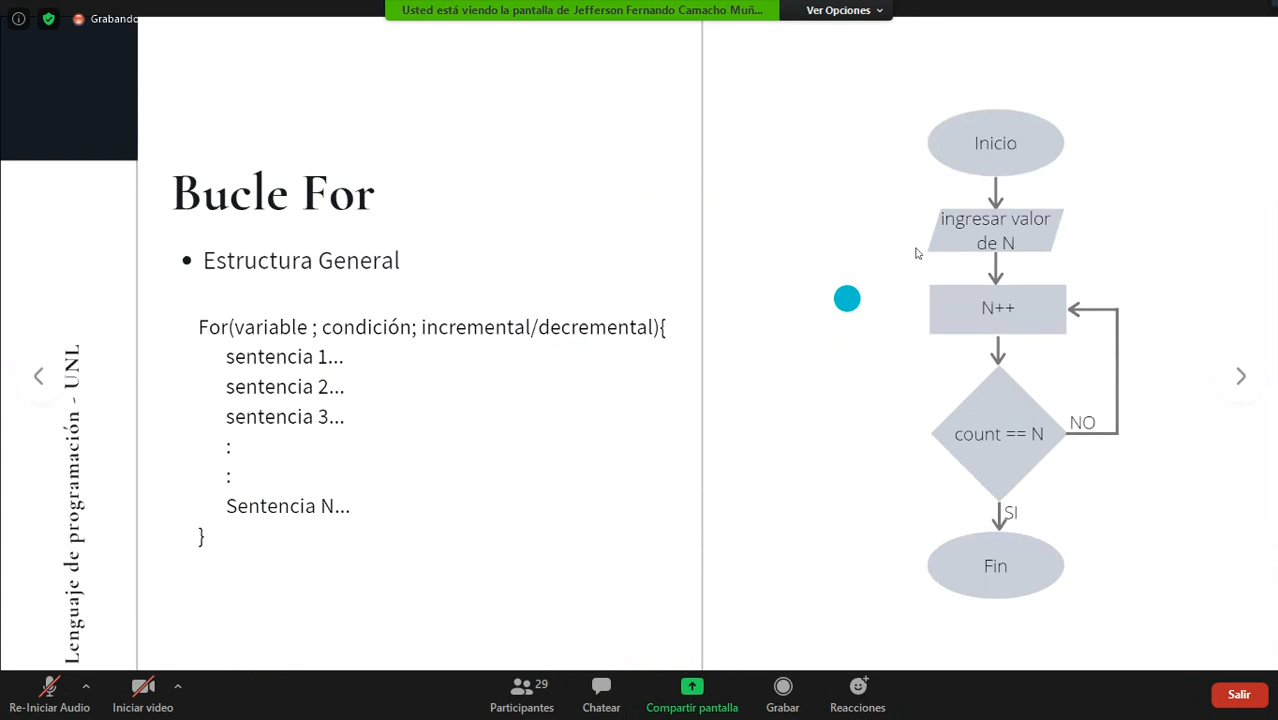 Grabando
Usted está viendo la pantalla de Jefferson Fernando Camacho Muñ...
Ver Opciones
Bucle For
Estructura General
For(variable ; condición; incremental/decremental){
sentencia 1...
sentencia 2...
sentencia 3...
:
:
Sentencia N...
}
Lenguaje de programación - UNL
Inicio
ingresar valor
de N
N++
count == N
NO
SI
Fin
Re-Iniciar Audio
Iniciar video
29
Participantes
Chatear
Compartir pantalla
Grabar
Reacciones
Salir